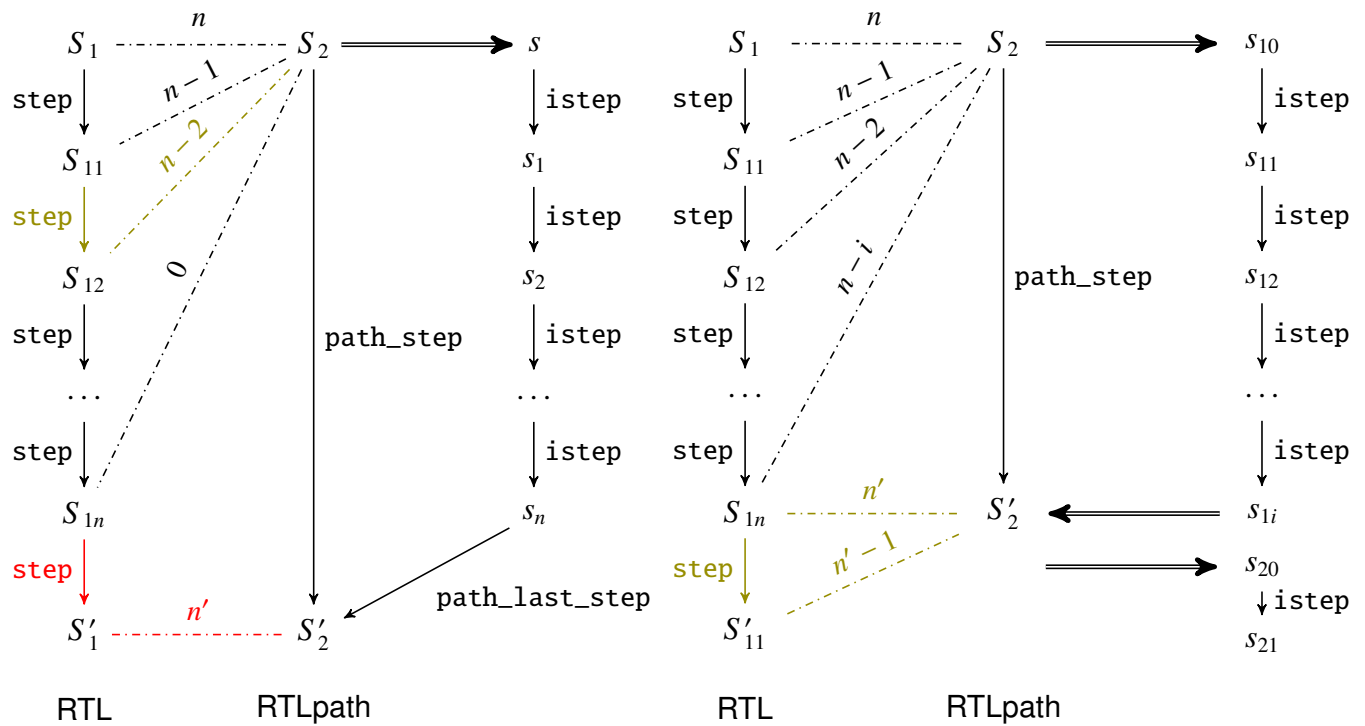 n
S₁ S₂ s
step n − 1 istep
S₁₁ n − 2 s₁
step istep
S₁₂ 0 s₂
step path_step istep
... ...
step istep
S₁ₙ sₙ
step path_last_step
S′₁ n′ S′₂
RTL RTLpath
n
S₁ S₂ s₁₀
step n − 1 istep
S₁₁ n − 2 s₁₁
step istep
S₁₂ n − i path_step s₁₂
step istep
... ...
step istep
S₁ₙ n′ S′₂ s₁ᵢ
step n′ − 1 s₂₀
istep
S′₁₁ s₂₁
RTL RTLpath